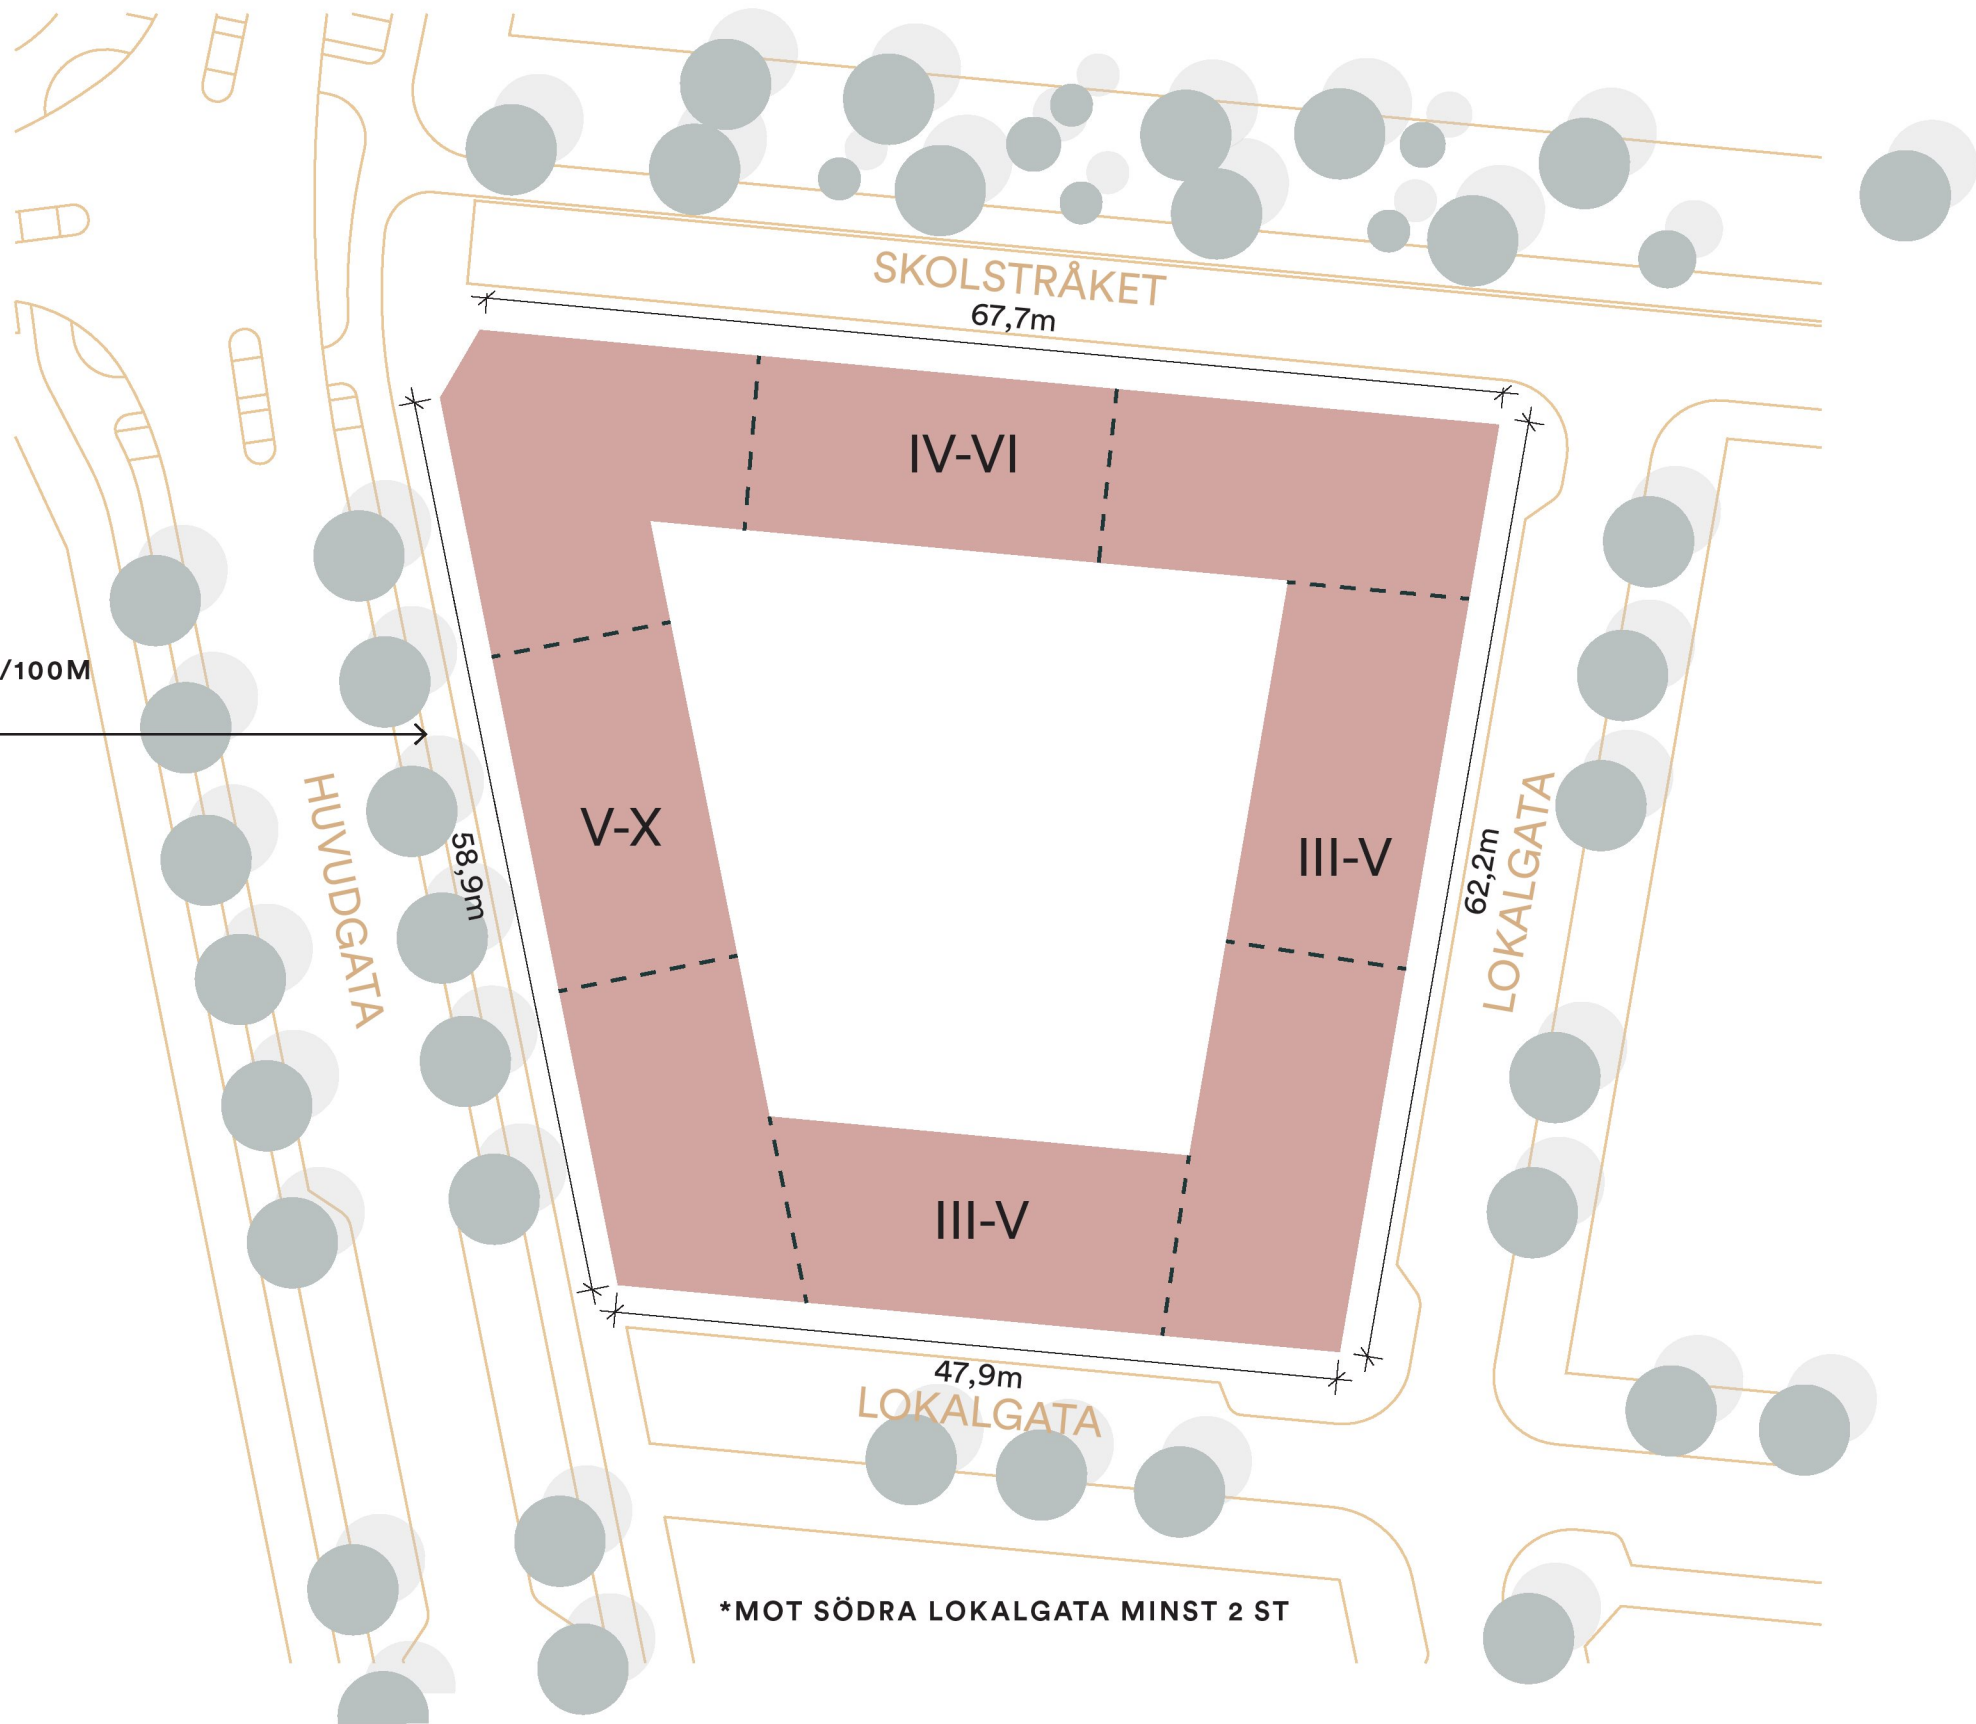 SKOLSTRÅKET
67,7m
IV-VI
/100M
HUVUDGATA
58,9m
V-X
III-V
62,2m
LOKALGATA
III-V
47,9m
LOKALGATA
*MOT SÖDRA LOKALGATA MINST 2 ST